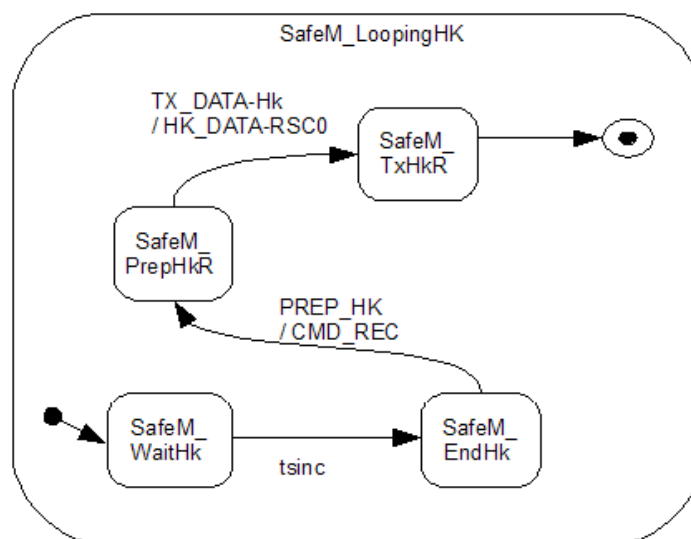 SafeM_LoopingHK
TX_DATA-Hk
/ HK_DATA-RSC0
SafeM_
TxHkR
SafeM_
PrepHkR
PREP_HK
/ CMD_REC
SafeM_
WaitHk
tsinc
SafeM_
EndHk